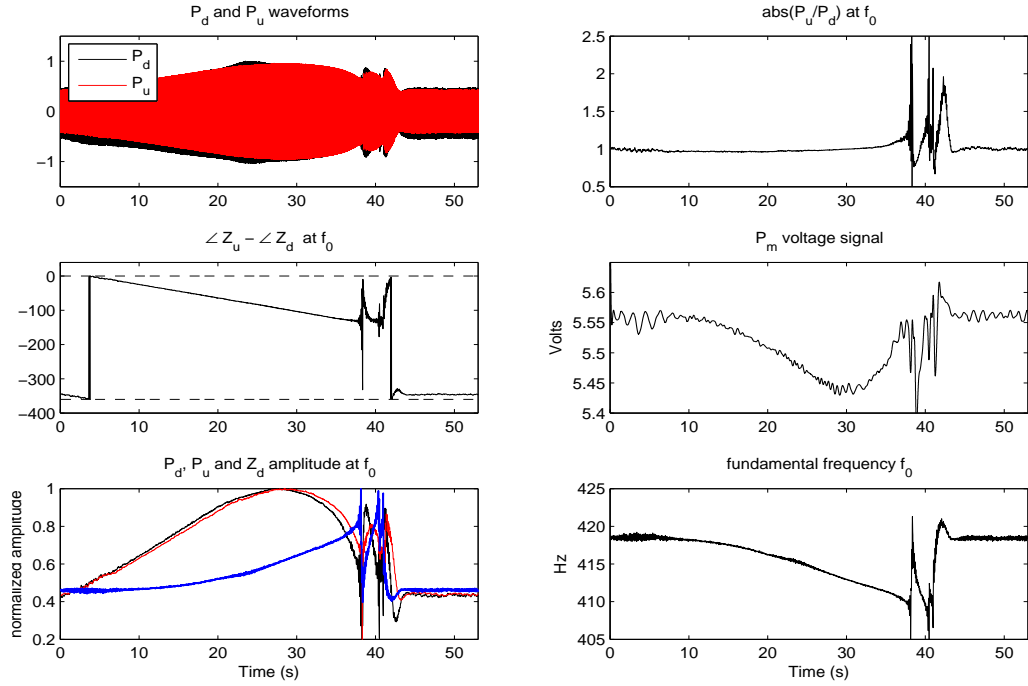 P_d and P_u waveforms
1
0
−1
P_d
P_u
0 10 20 30 40 50
abs(P_u/P_d) at f_0
2.5
2
1.5
1
0.5
0 10 20 30 40 50
∠ Z_u − ∠ Z_d at f_0
0
−100
−200
−300
−400
0 10 20 30 40 50
P_m voltage signal
Volts
5.6
5.55
5.5
5.45
5.4
0 10 20 30 40 50
P_d, P_u and Z_d amplitude at f_0
normalized amplitude
1
0.8
0.6
0.4
0.2
0 10 20 30 40 50
Time (s)
fundamental frequency f_0
Hz
425
420
415
410
405
0 10 20 30 40 50
Time (s)